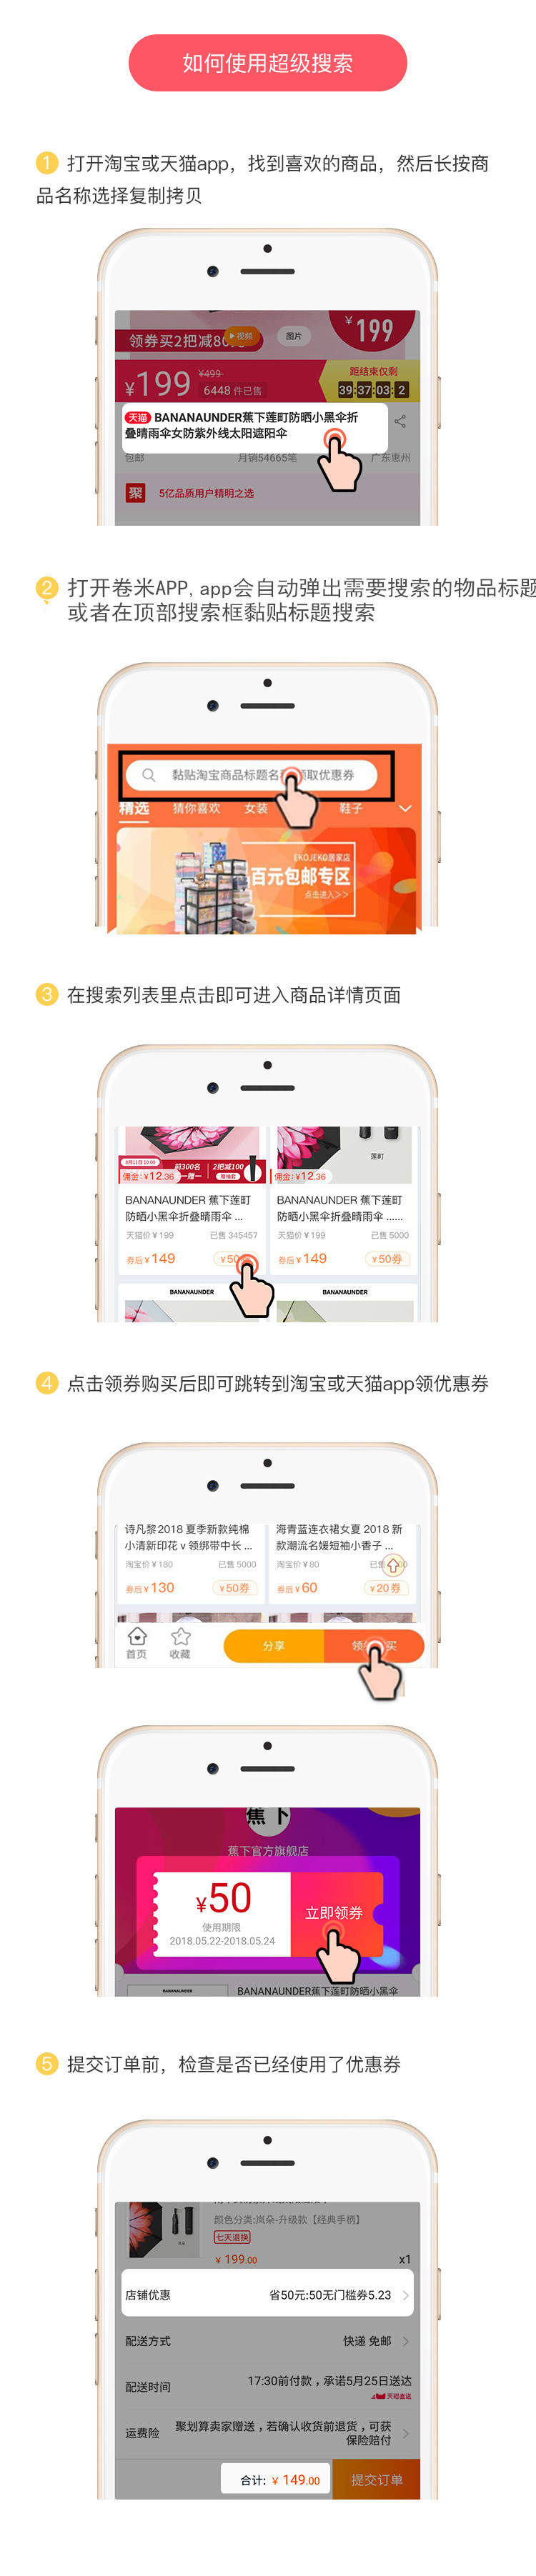 如何使用超级搜索
1 打开淘宝或天猫app，找到喜欢的商品，然后长按商
品名称选择复制拷贝
¥199
领券买2把减80
视频
图片
¥199
¥499
6448 件已售
距结束仅剩
39:37:03:2
天猫 BANANAUNDER蕉下莲町防晒小黑伞折
叠晴雨伞女防紫外线太阳遮阳伞
包邮
月销54665笔
广东惠州
聚 5亿品质用户精明之选
2 打开卷米APP,app会自动弹出需要搜索的物品标题
或者在顶部搜索框黏贴标题搜索
黏贴淘宝商品标题名 取优惠券
精选 猜你喜欢 女装 鞋子
EKOJEKO居家店
百元包邮专区
点击进入>>
3 在搜索列表里点击即可进入商品详情页面
8月11日 10:00
前300名
买一赠一
2把减100
佣金:¥12.36
莲町
佣金:¥12.36
BANANAUNDER 蕉下莲町
防晒小黑伞折叠晴雨伞 ...
天猫价¥199 已售 345457
券后¥149 ¥50
BANANAUNDER 蕉下莲町
防晒小黑伞折叠晴雨伞 ......
天猫价¥199 已售 5000
券后¥149 ¥50券
BANANAUNDER
BANANAUNDER
4 点击领券购买后即可跳转到淘宝或天猫app领优惠券
诗凡黎2018 夏季新款纯棉
小清新印花 v 领绑带中长 ...
淘宝价¥180 已售 5000
券后¥130 ¥50券
海青蓝连衣裙女夏 2018 新
款潮流名媛短袖小香子 ...
淘宝价¥80 已售
券后¥60 ¥20券
首页 收藏 分享 领 买
蕉下
蕉下官方旗舰店
¥50
使用期限
2018.05.22-2018.05.24
立即领券
BANANAUNDER
BANANAUNDER蕉下莲町防晒小黑伞
5 提交订单前，检查是否已经使用了优惠券
颜色分类:岚朵-升级款【经典手柄】
七天退换
¥199.00 x1
店铺优惠 省50元:50无门槛券5.23
配送方式 快递 免邮
配送时间 17:30前付款，承诺5月25日送达
天猫直送
运费险 聚划算卖家赠送，若确认收货前退货，可获
保险赔付
合计: ¥149.00
提交订单